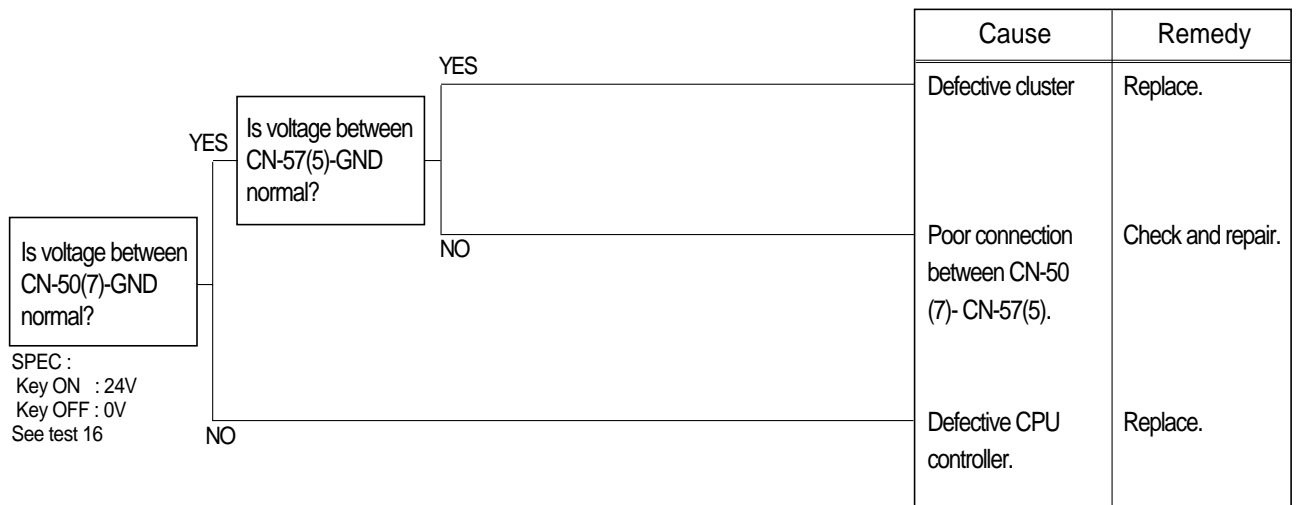 Cause
Remedy
YES
Defective cluster
Replace.
YES
Is voltage between
CN-57(5)-GND
normal?
NO
Poor connection
between CN-50
(7)- CN-57(5).
Check and repair.
Is voltage between
CN-50(7)-GND
normal?
SPEC :
Key ON : 24V
Key OFF : 0V
See test 16
NO
Defective CPU
controller.
Replace.